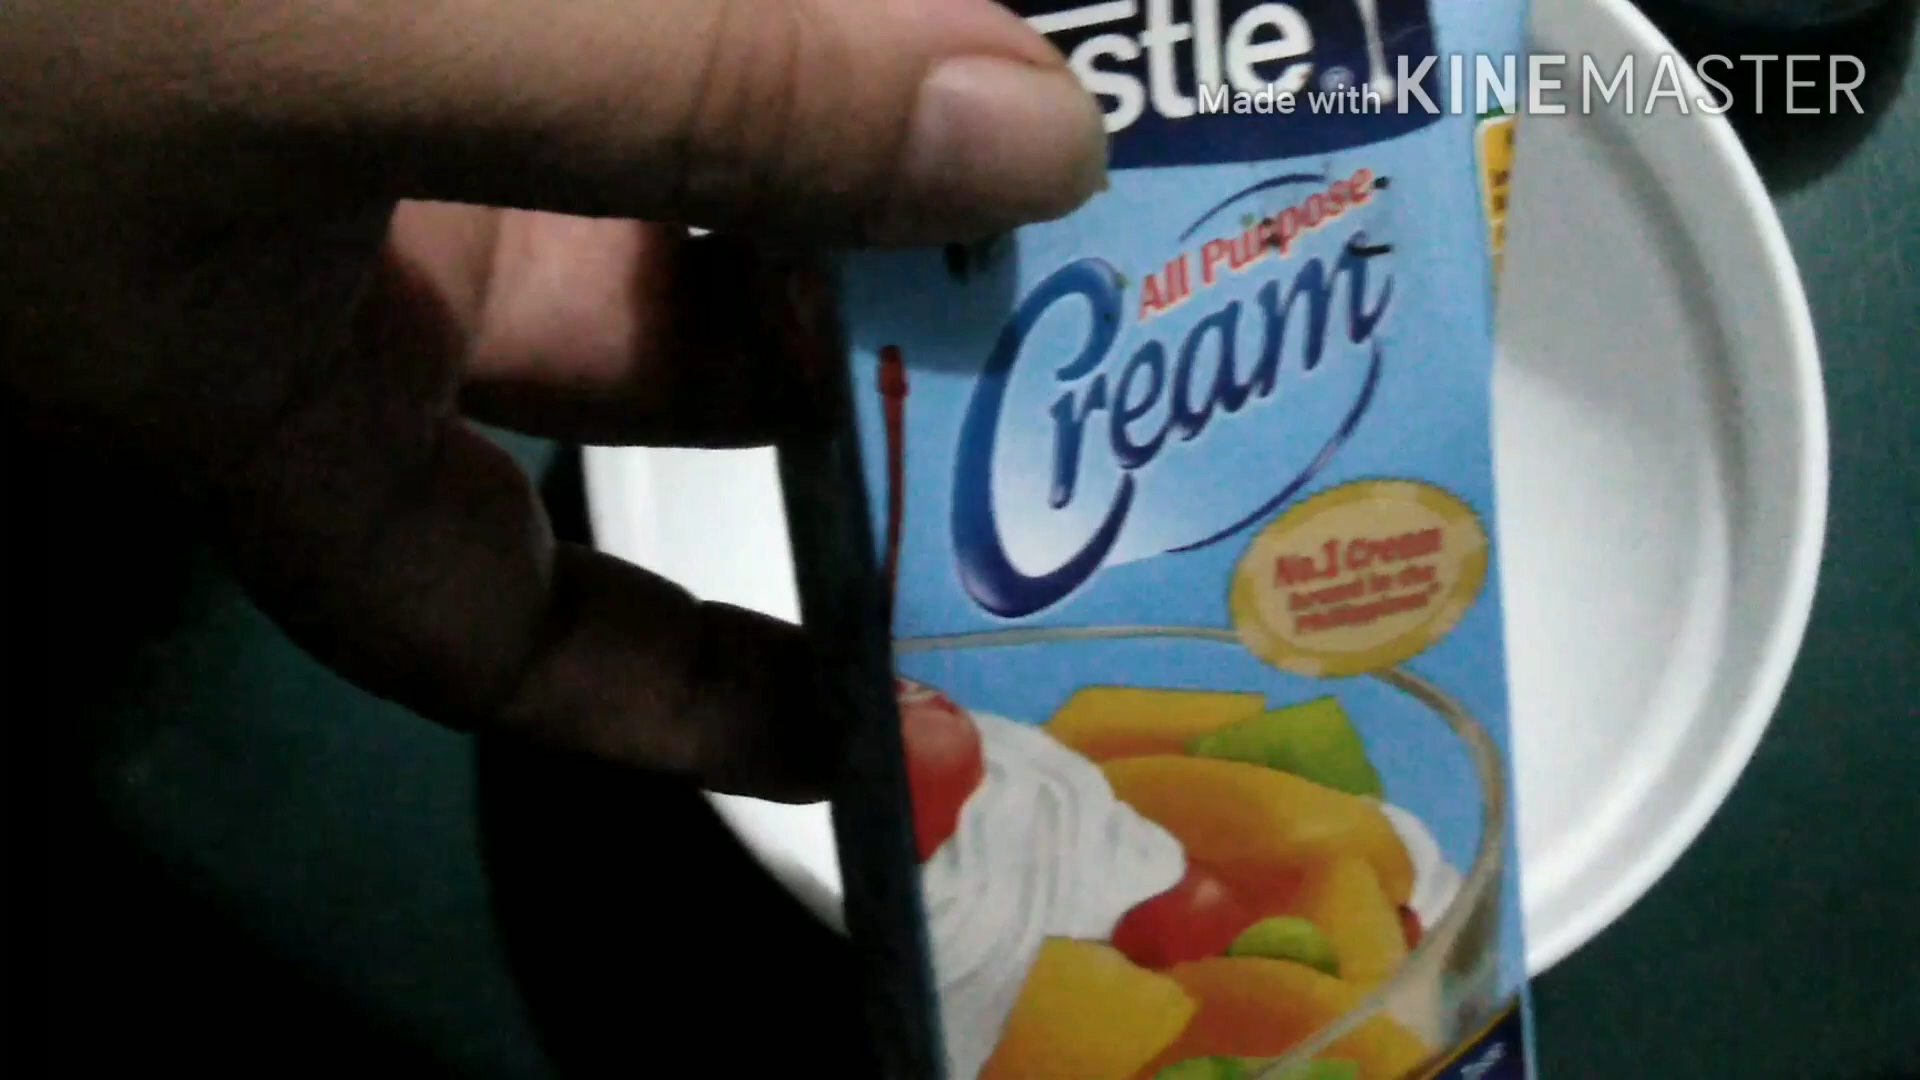 stle
Made with KINEMASTER
All Purpose
Cream
No.1 Cream
brand in the
Philippines*